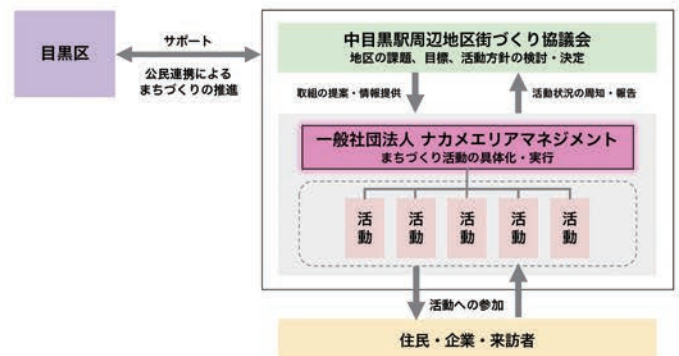 目黒区
サポート
公民連携による
まちづくりの推進
中目黒駅周辺地区街づくり協議会
地区の課題、目標、活動方針の検討・決定
取組の提案・情報提供
活動状況の周知・報告
一般社団法人 ナカメエリアマネジメント
まちづくり活動の具体化・実行
活動
活動
活動
活動
活動
活動への参加
住民・企業・来訪者